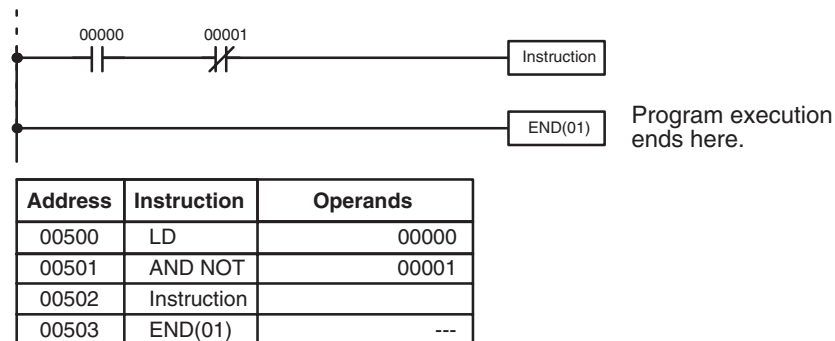 00000 00001
Instruction
END(01)
Program execution
ends here.
Address Instruction Operands
00500 LD 00000
00501 AND NOT 00001
00502 Instruction
00503 END(01) ---